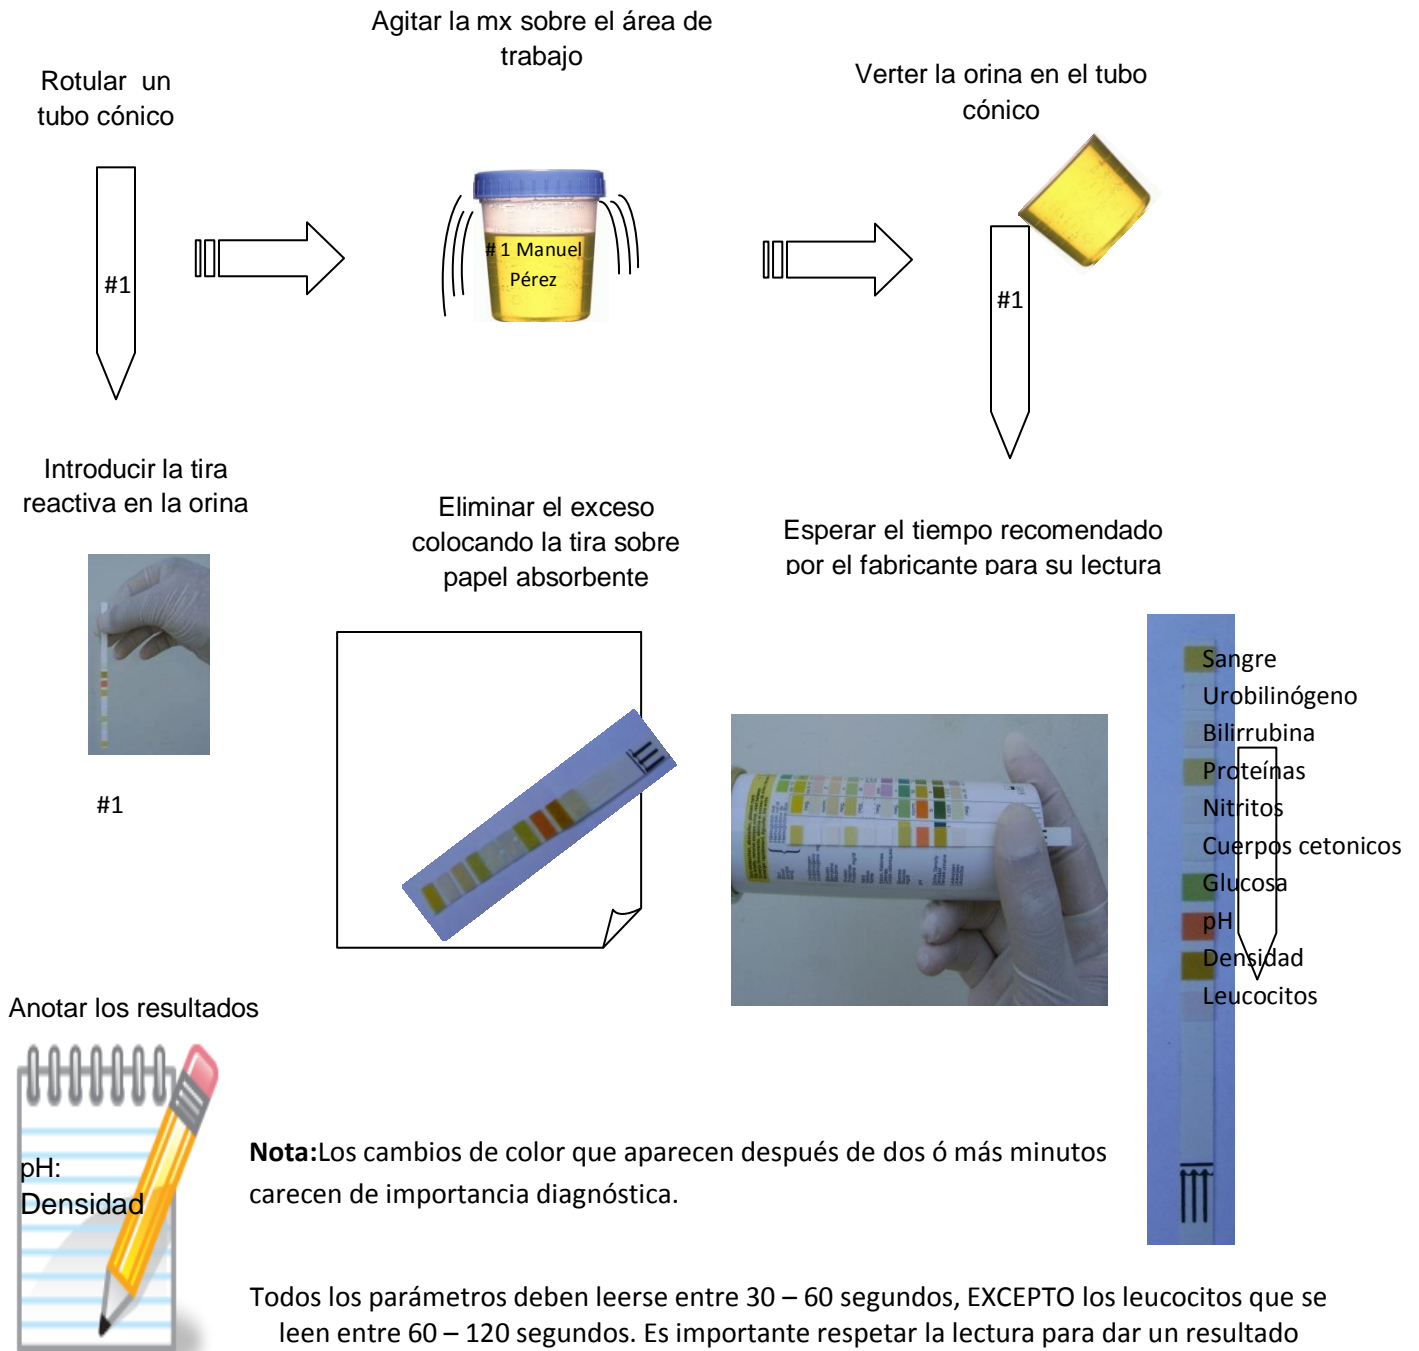 Agitar la mx sobre el área de
trabajo
Rotular un
tubo cónico
Verter la orina en el tubo
cónico
#1
# 1 Manuel
Pérez
#1
Introducir la tira
reactiva en la orina
Eliminar el exceso
colocando la tira sobre
papel absorbente
Esperar el tiempo recomendado
por el fabricante para su lectura
#1
Sangre
Urobilinógeno
Bilirrubina
Proteínas
Nitritos
Cuerpos cetonicos
Glucosa
pH
Densidad
Leucocitos
Anotar los resultados
pH:
Densidad
Nota:Los cambios de color que aparecen después de dos ó más minutos
carecen de importancia diagnóstica.
Todos los parámetros deben leerse entre 30 – 60 segundos, EXCEPTO los leucocitos que se
leen entre 60 – 120 segundos. Es importante respetar la lectura para dar un resultado